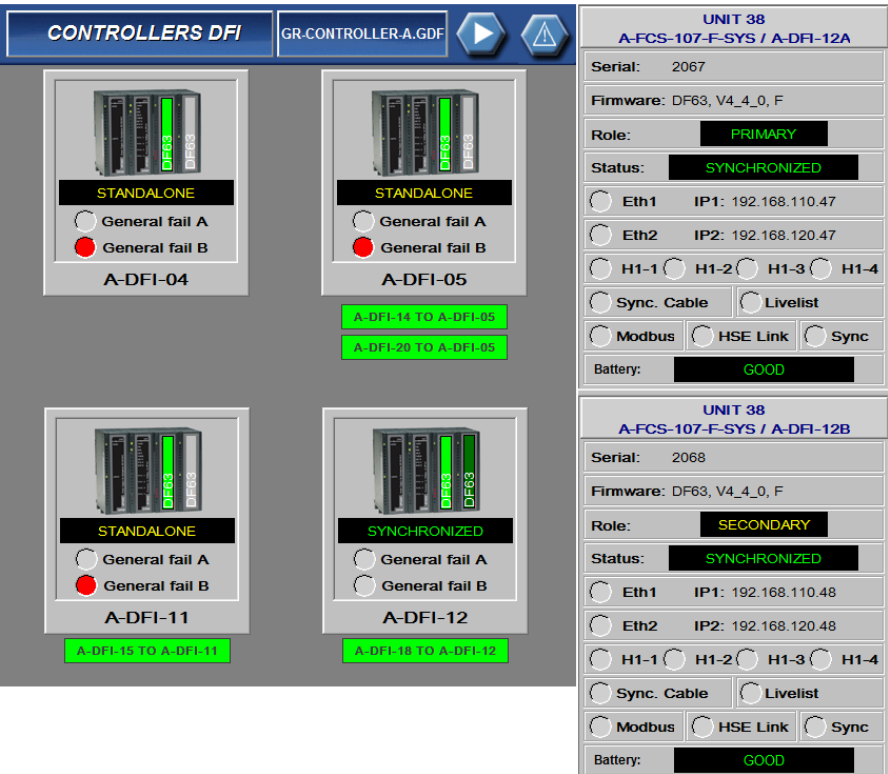 CONTROLLERS DFI
GR-CONTROLLER-A.GDF
DF63 DF63
STANDALONE
General fail A
General fail B
A-DFI-04
DF63 DF63
STANDALONE
General fail A
General fail B
A-DFI-05
A-DFI-14 TO A-DFI-05
A-DFI-20 TO A-DFI-05
DF63 DF63
STANDALONE
General fail A
General fail B
A-DFI-11
A-DFI-15 TO A-DFI-11
DF63 DF63
SYNCHRONIZED
General fail A
General fail B
A-DFI-12
A-DFI-18 TO A-DFI-12
UNIT 38
A-FCS-107-F-SYS / A-DFI-12A
Serial: 2067
Firmware: DF63, V4_4_0, F
Role: PRIMARY
Status: SYNCHRONIZED
Eth1 IP1: 192.168.110.47
Eth2 IP2: 192.168.120.47
H1-1 H1-2 H1-3 H1-4
Sync. Cable Livelist
Modbus HSE Link Sync
Battery: GOOD
UNIT 38
A-FCS-107-F-SYS / A-DFI-12B
Serial: 2068
Firmware: DF63, V4_4_0, F
Role: SECONDARY
Status: SYNCHRONIZED
Eth1 IP1: 192.168.110.48
Eth2 IP2: 192.168.120.48
H1-1 H1-2 H1-3 H1-4
Sync. Cable Livelist
Modbus HSE Link Sync
Battery: GOOD